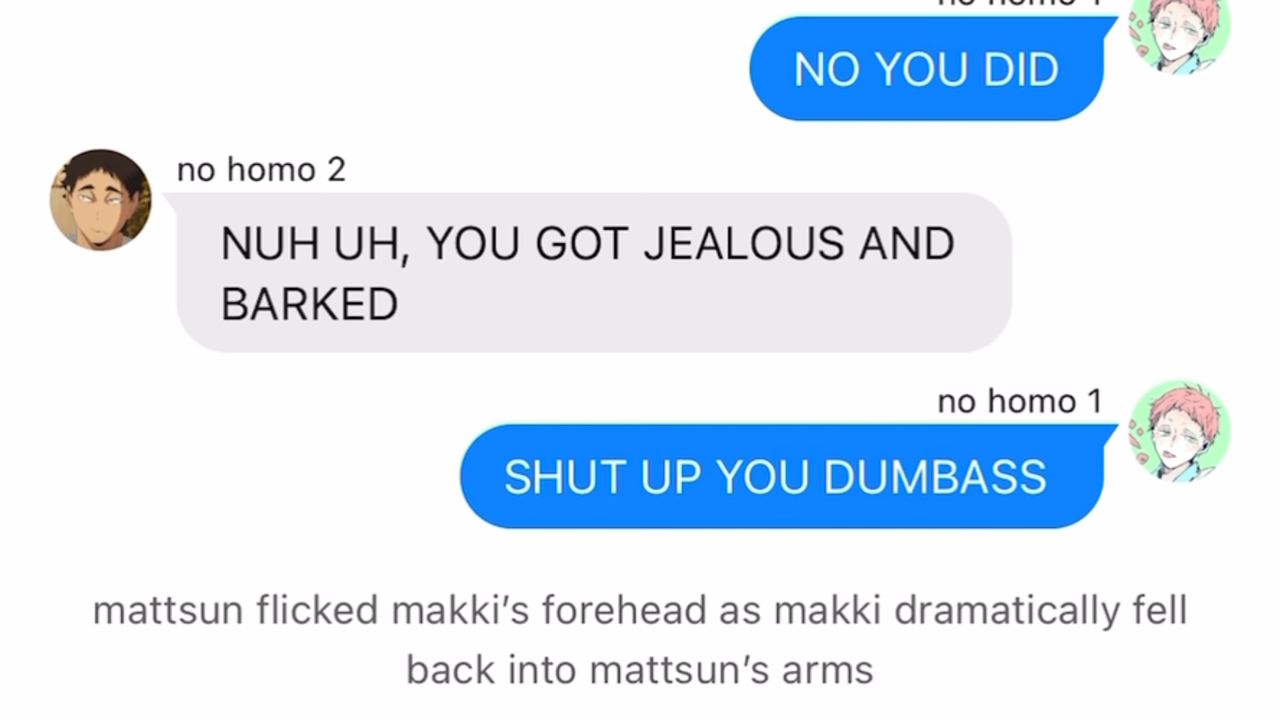 no homo 1
NO YOU DID
no homo 2
NUH UH, YOU GOT JEALOUS AND
BARKED
no homo 1
SHUT UP YOU DUMBASS
mattsun flicked makki’s forehead as makki dramatically fell
back into mattsun’s arms